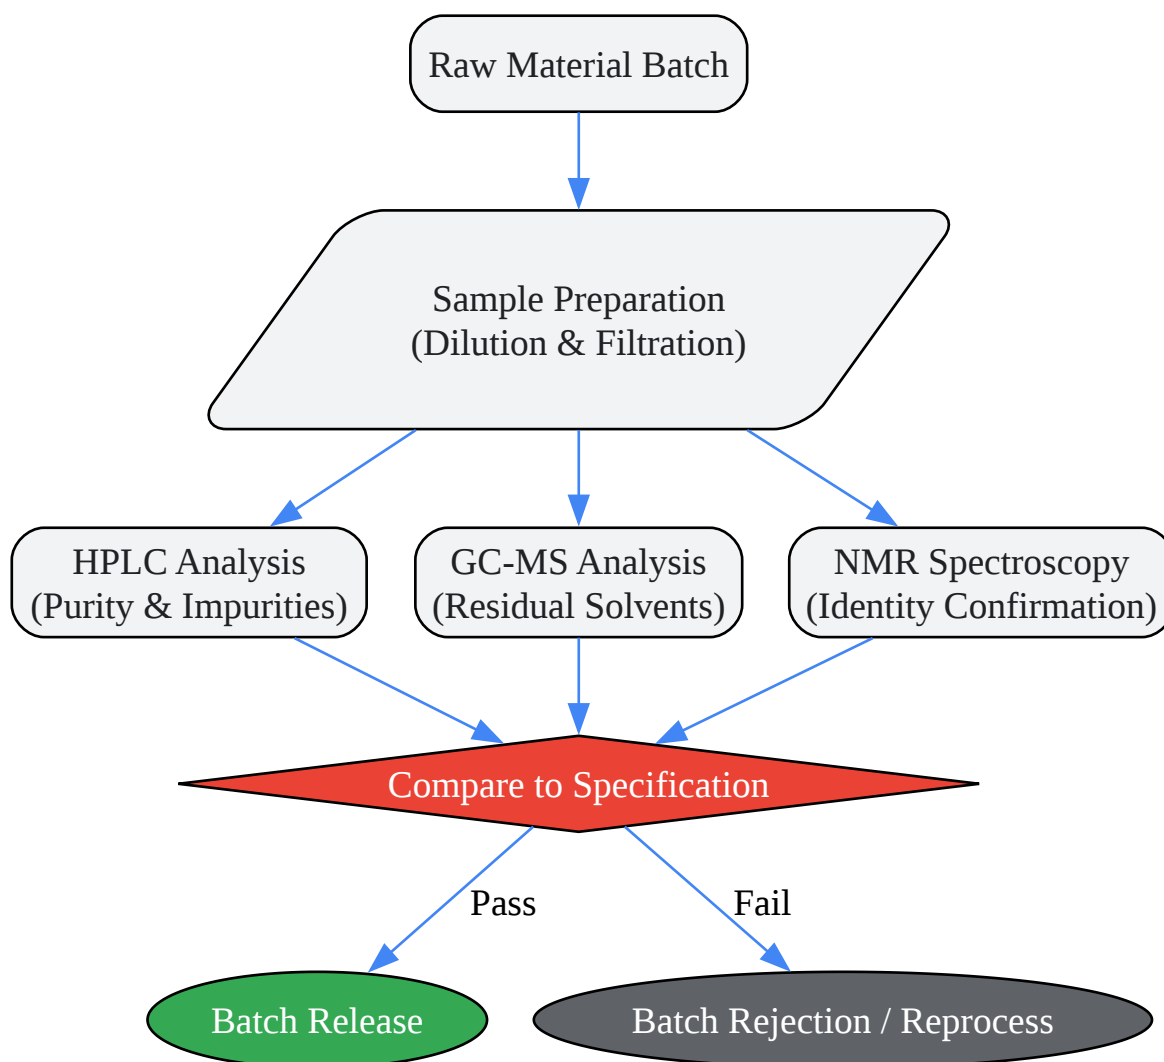 Raw Material Batch
Sample Preparation
(Dilution & Filtration)
HPLC Analysis
(Purity & Impurities)
GC-MS Analysis
(Residual Solvents)
NMR Spectroscopy
(Identity Confirmation)
Compare to Specification
Pass
Fail
Batch Release
Batch Rejection / Reprocess